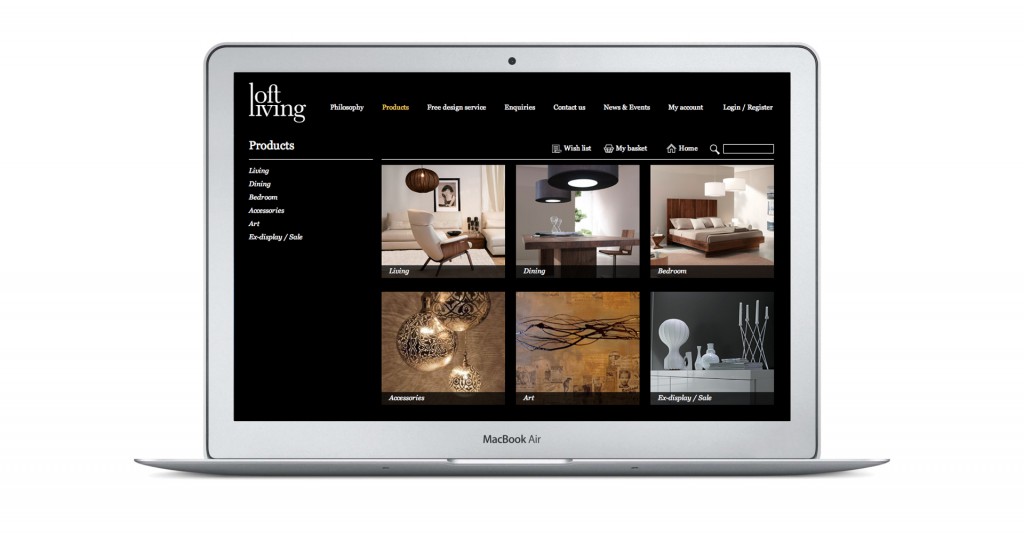 loft
living
Philosophy Products Free design service Enquiries Contact us News & Events My account Login / Register
Products
Wish list My basket Home
Living
Dining
Bedroom
Accessories
Art
Ex-display / Sale
Living Dining Bedroom
Accessories Art Ex-display / Sale
MacBook Air